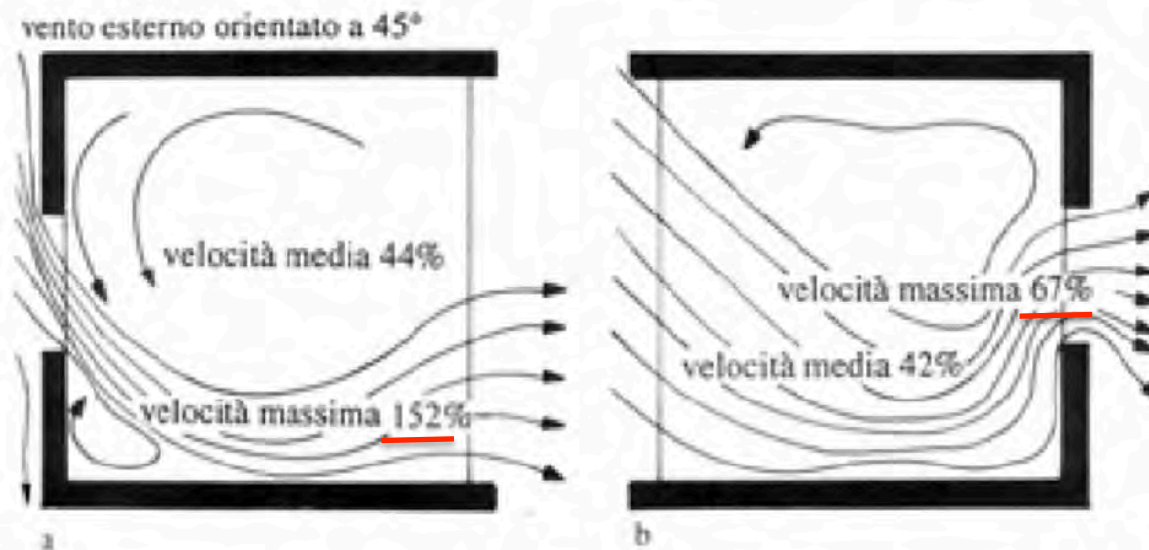 vento esterno orientato a 45°
velocità media 44%
velocità massima 152%
a
velocità massima 67%
velocità media 42%
b